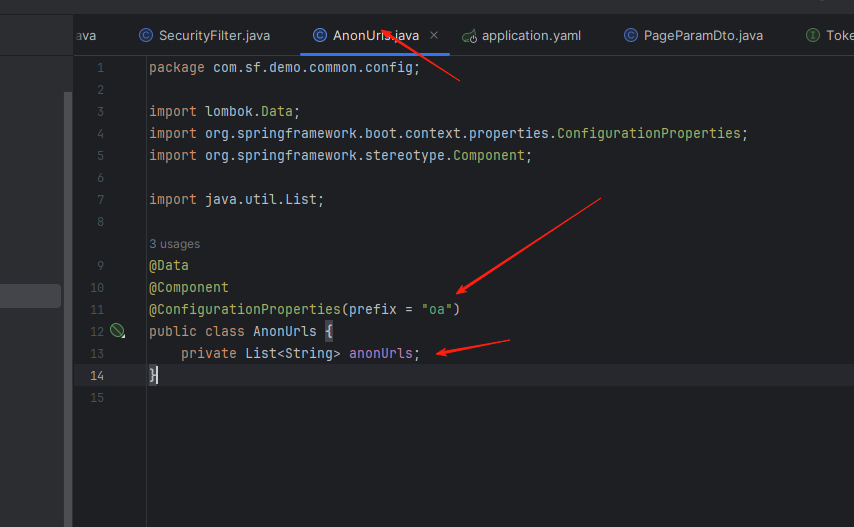 ava SecurityFilter.java AnonUrls.java application.yaml PageParamDto.java Toke
1 package com.sf.demo.common.config;
2
3 import lombok.Data;
4 import org.springframework.boot.context.properties.ConfigurationProperties;
5 import org.springframework.stereotype.Component;
6
7 import java.util.List;
8
3 usages
9 @Data
10 @Component
11 @ConfigurationProperties(prefix = "oa")
12 public class AnonUrls {
13 private List<String> anonUrls;
14 }
15